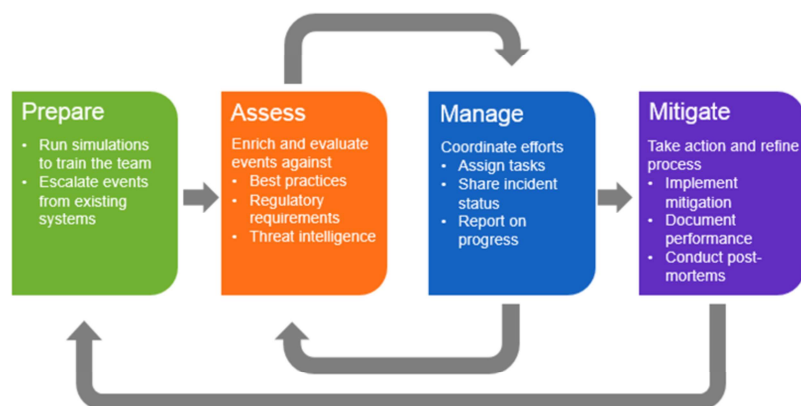 Prepare
• Run simulations
to train the team
• Escalate events
from existing
systems
Assess
Enrich and evaluate
events against
• Best practices
• Regulatory
requirements
• Threat intelligence
Manage
Coordinate efforts
• Assign tasks
• Share incident
status
• Report on
progress
Mitigate
Take action and refine
process
• Implement
mitigation
• Document
performance
• Conduct post-
mortems